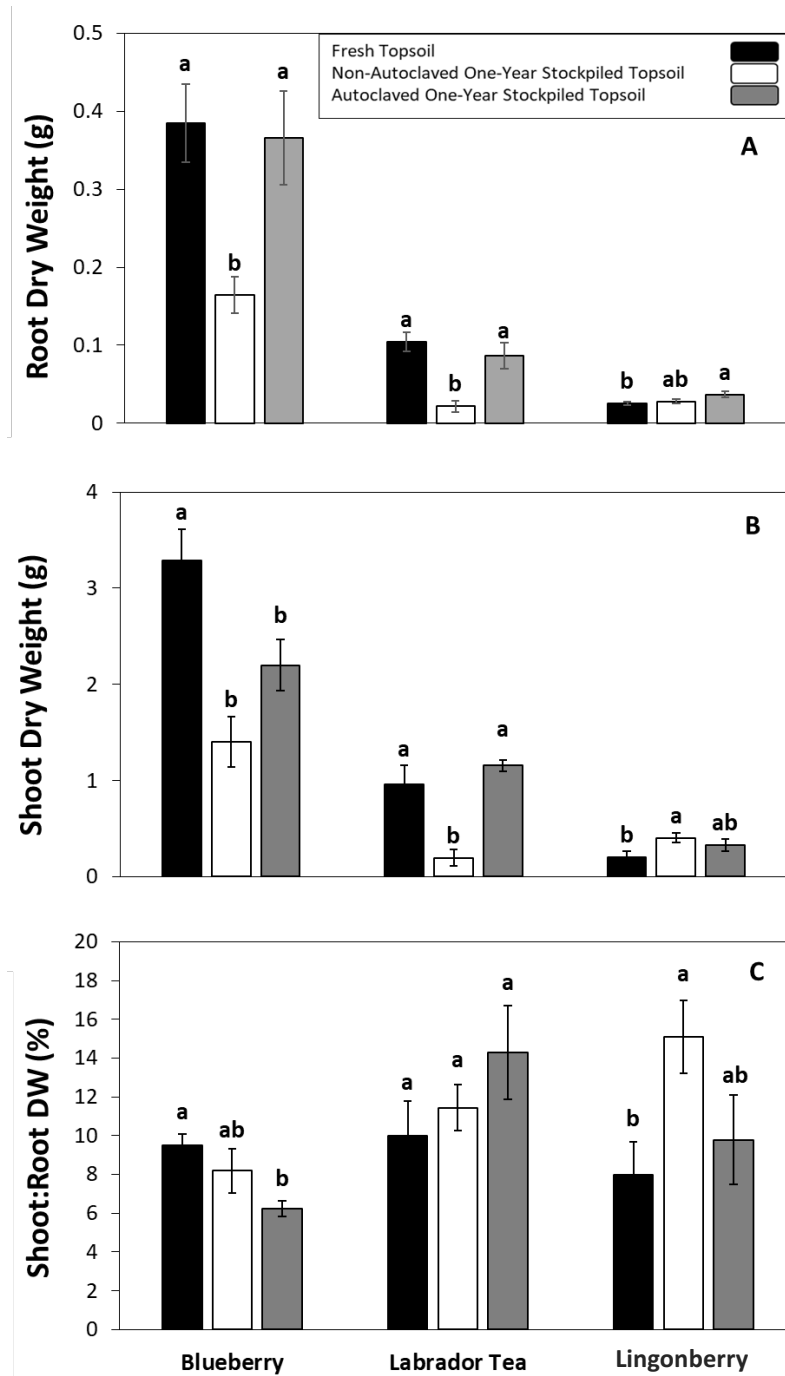 0.5
Fresh Topsoil
Non-Autoclaved One-Year Stockpiled Topsoil
Autoclaved One-Year Stockpiled Topsoil
a
a
A
0.4
0.3
b
0.2
a
a
0.1
b
b
ab
a
0
Root Dry Weight (g)
4
a
B
3
b
b
2
a
a
1
b
b
a
ab
0
Shoot Dry Weight (g)
20
C
18
a
a
16
14
a
a
12
a
ab
ab
10
b
b
8
6
4
2
0
Shoot:Root DW (%)
Blueberry
Labrador Tea
Lingonberry